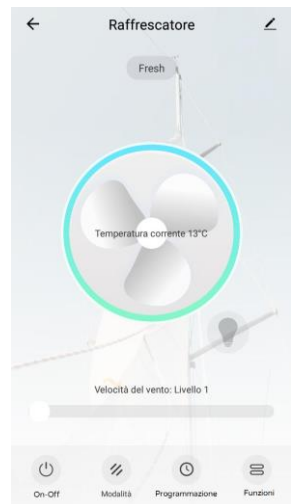 Raffrescatore
Fresh
Temperatura corrente 13°C
Velocità del vento: Livello 1
On-Off Modalità Programmazione Funzioni